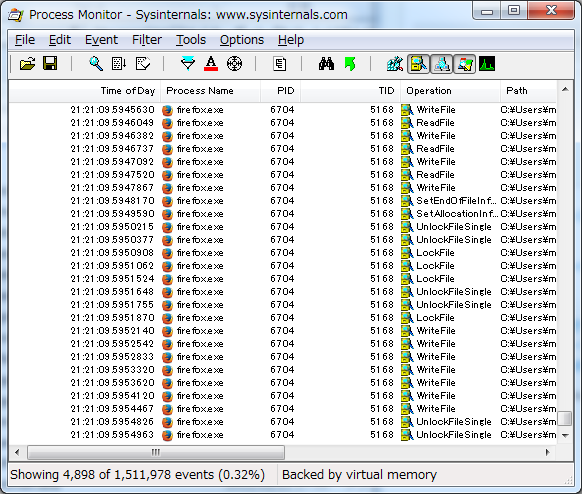 Process Monitor - Sysinternals: www.sysinternals.com
File Edit Event Filter Tools Options Help
Time of Day Process Name PID TID Operation Path
21:21:09.5945630 firefox.exe 6704 5168 WriteFile C:¥Users¥m
21:21:09.5946049 firefox.exe 6704 5168 ReadFile C:¥Users¥m
21:21:09.5946382 firefox.exe 6704 5168 WriteFile C:¥Users¥m
21:21:09.5946737 firefox.exe 6704 5168 ReadFile C:¥Users¥m
21:21:09.5947092 firefox.exe 6704 5168 WriteFile C:¥Users¥m
21:21:09.5947520 firefox.exe 6704 5168 ReadFile C:¥Users¥m
21:21:09.5947867 firefox.exe 6704 5168 WriteFile C:¥Users¥m
21:21:09.5948170 firefox.exe 6704 5168 SetEndOfFileInf... C:¥Users¥m
21:21:09.5949590 firefox.exe 6704 5168 SetAllocationInf... C:¥Users¥m
21:21:09.5950215 firefox.exe 6704 5168 UnlockFileSingle C:¥Users¥m
21:21:09.5950377 firefox.exe 6704 5168 UnlockFileSingle C:¥Users¥m
21:21:09.5950908 firefox.exe 6704 5168 LockFile C:¥Users¥m
21:21:09.5951062 firefox.exe 6704 5168 LockFile C:¥Users¥m
21:21:09.5951524 firefox.exe 6704 5168 LockFile C:¥Users¥m
21:21:09.5951648 firefox.exe 6704 5168 UnlockFileSingle C:¥Users¥m
21:21:09.5951755 firefox.exe 6704 5168 UnlockFileSingle C:¥Users¥m
21:21:09.5951870 firefox.exe 6704 5168 LockFile C:¥Users¥m
21:21:09.5952140 firefox.exe 6704 5168 WriteFile C:¥Users¥m
21:21:09.5952542 firefox.exe 6704 5168 WriteFile C:¥Users¥m
21:21:09.5952833 firefox.exe 6704 5168 WriteFile C:¥Users¥m
21:21:09.5953320 firefox.exe 6704 5168 WriteFile C:¥Users¥m
21:21:09.5953620 firefox.exe 6704 5168 WriteFile C:¥Users¥m
21:21:09.5954120 firefox.exe 6704 5168 WriteFile C:¥Users¥m
21:21:09.5954467 firefox.exe 6704 5168 WriteFile C:¥Users¥m
21:21:09.5954826 firefox.exe 6704 5168 UnlockFileSingle C:¥Users¥m
21:21:09.5954963 firefox.exe 6704 5168 UnlockFileSingle C:¥Users¥m
Showing 4,898 of 1,511,978 events (0.32%) Backed by virtual memory